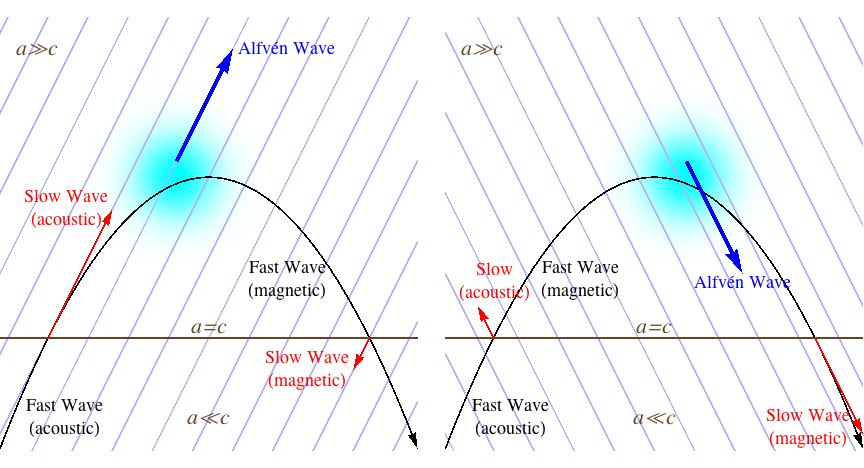 a≫c
Alfvén Wave
Slow Wave
(acoustic)
Fast Wave
(magnetic)
a=c
Slow Wave
(magnetic)
Fast Wave
(acoustic)
a≪c
a≫c
Slow
(acoustic)
Fast Wave
(magnetic)
Alfvén Wave
a=c
Fast Wave
(acoustic)
a≪c
Slow Wave
(magnetic)